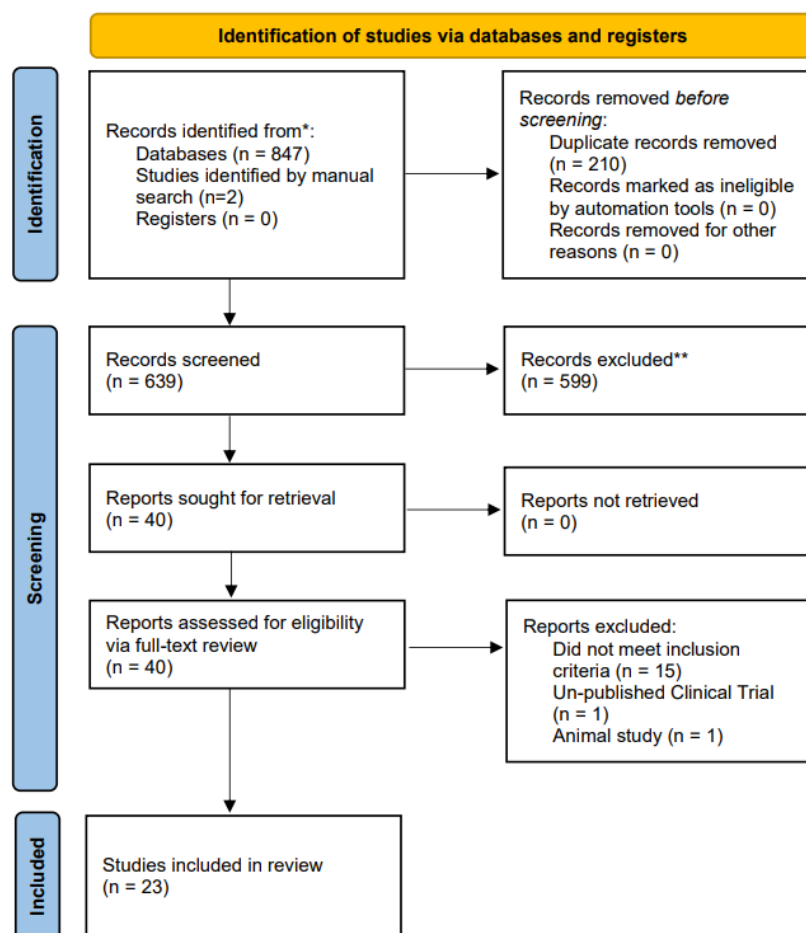 Identification of studies via databases and registers
Identification
Records identified from*:
Databases (n = 847)
Studies identified by manual
search (n=2)
Registers (n = 0)
Records removed before
screening:
Duplicate records removed
(n = 210)
Records marked as ineligible
by automation tools (n = 0)
Records removed for other
reasons (n = 0)
Screening
Records screened
(n = 639)
Records excluded**
(n = 599)
Reports sought for retrieval
(n = 40)
Reports not retrieved
(n = 0)
Reports assessed for eligibility
via full-text review
(n = 40)
Reports excluded:
Did not meet inclusion
criteria (n = 15)
Un-published Clinical Trial
(n = 1)
Animal study (n = 1)
Included
Studies included in review
(n = 23)